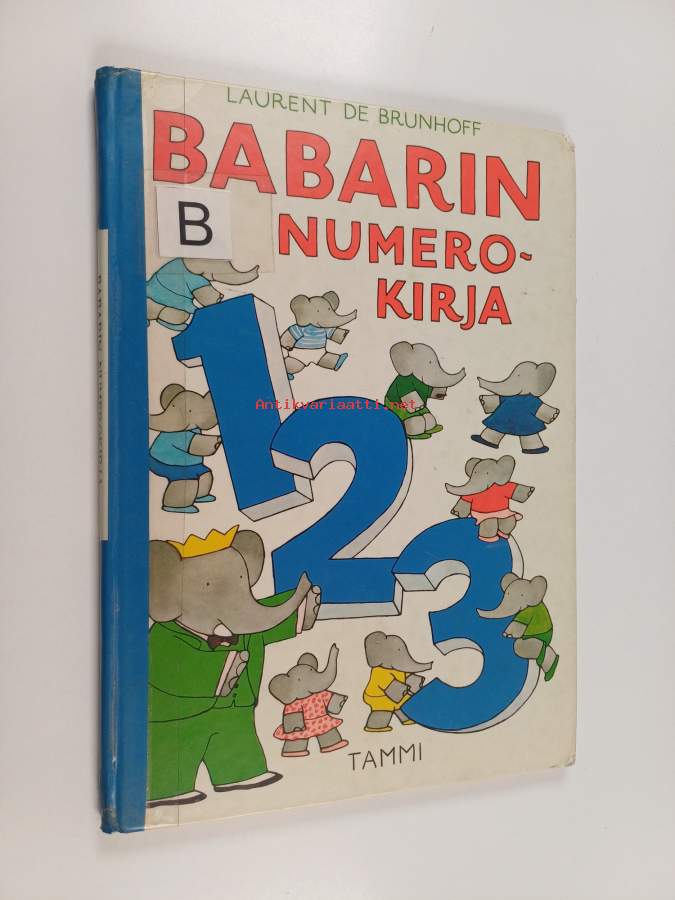 LAURENT DE BRUNHOFF
BABARIN
B
NUMERO-
KIRJA
1
2
3
Antikvariaatti.net
TAMMI
BABARIN NUMEROKIRJA